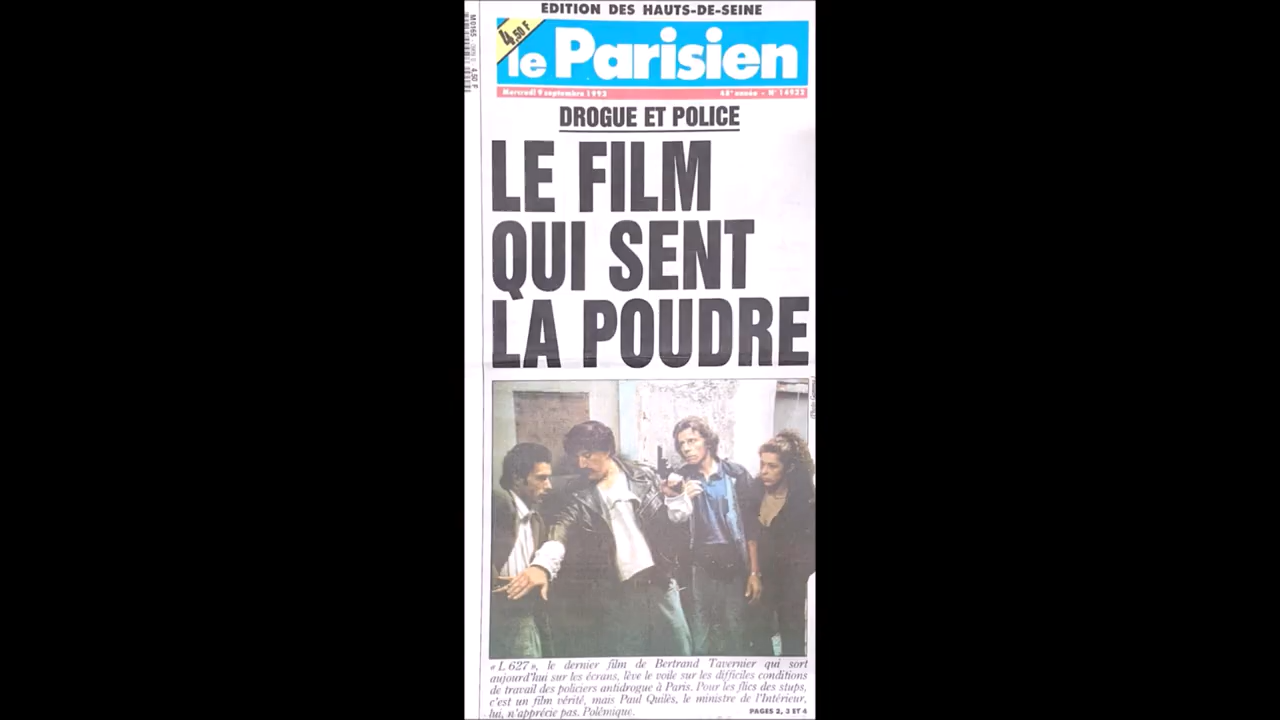 EDITION DES HAUTS-DE-SEINE
4,50 F
le Parisien
Mercredi 9 septembre 1992
48e année - N° 14932
DROGUE ET POLICE
LE FILM
QUI SENT
LA POUDRE
« L 627 », le dernier film de Bertrand Tavernier qui sort
aujourd'hui sur les écrans, lève le voile sur les difficiles conditions
de travail des policiers antidrogue à Paris. Pour les flics des stups,
c'est un film vérité, mais Paul Quilès, le ministre de l'Intérieur,
lui, n'apprécie pas. Polémique.
PAGES 2, 3 ET 4
M0165
4,50 F